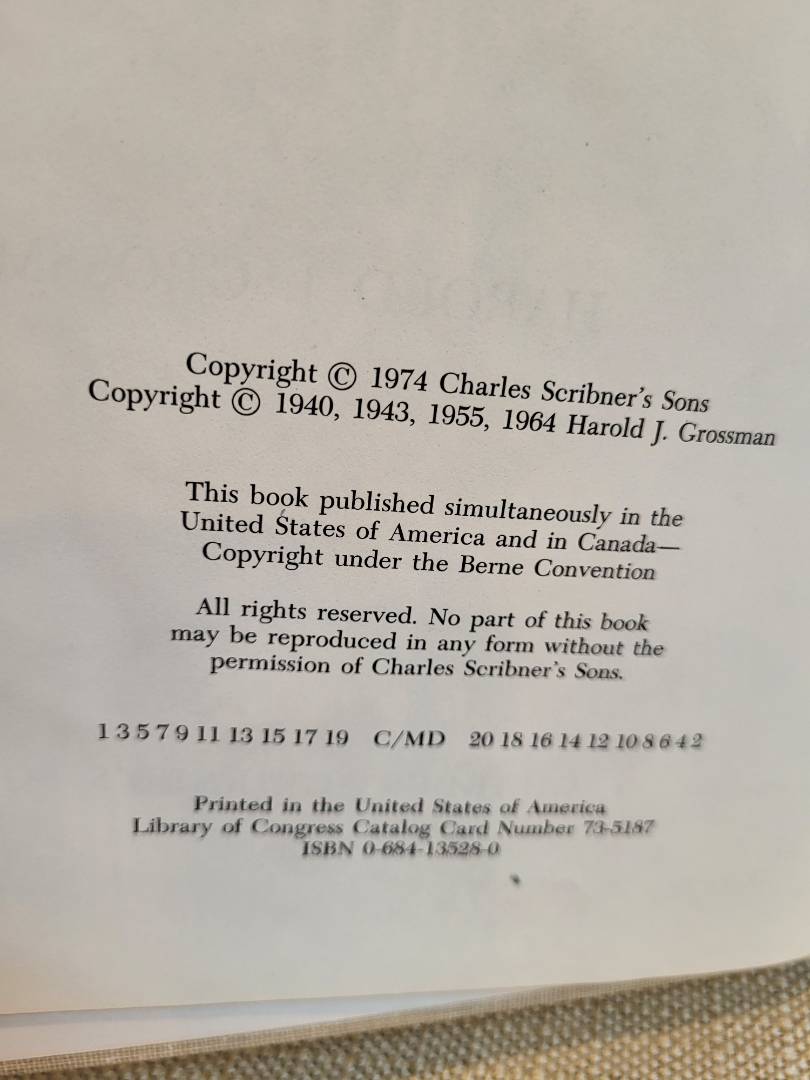 Copyright © 1974 Charles Scribner's Sons
Copyright © 1940, 1943, 1955, 1964 Harold J. Grossman
This book published simultaneously in the
United States of America and in Canada—
Copyright under the Berne Convention
All rights reserved. No part of this book
may be reproduced in any form without the
permission of Charles Scribner's Sons.
1 3 5 7 9 11 13 15 17 19 C/MD 20 18 16 14 12 10 8 6 4 2
Printed in the United States of America
Library of Congress Catalog Card Number 73-5187
ISBN 0-684-13528-0